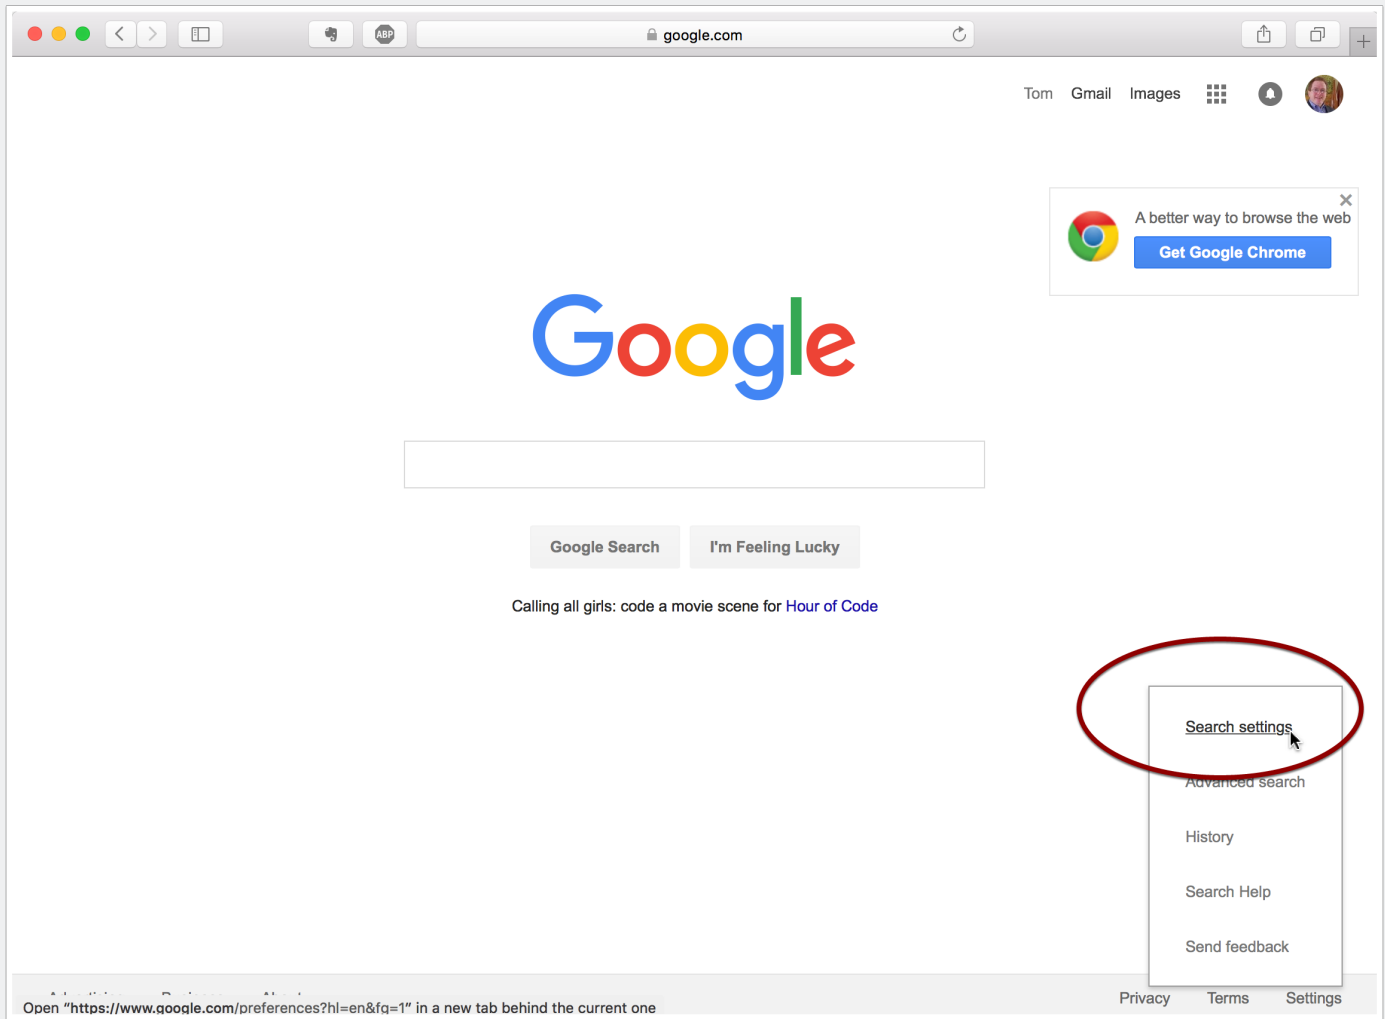 ABP
google.com
Tom Gmail Images
A better way to browse the web
Get Google Chrome
Google
Google Search
I'm Feeling Lucky
Calling all girls: code a movie scene for Hour of Code
Search settings
Advanced search
History
Search Help
Send feedback
Privacy Terms Settings
Open “https://www.google.com/preferences?hl=en&fg=1” in a new tab behind the current one